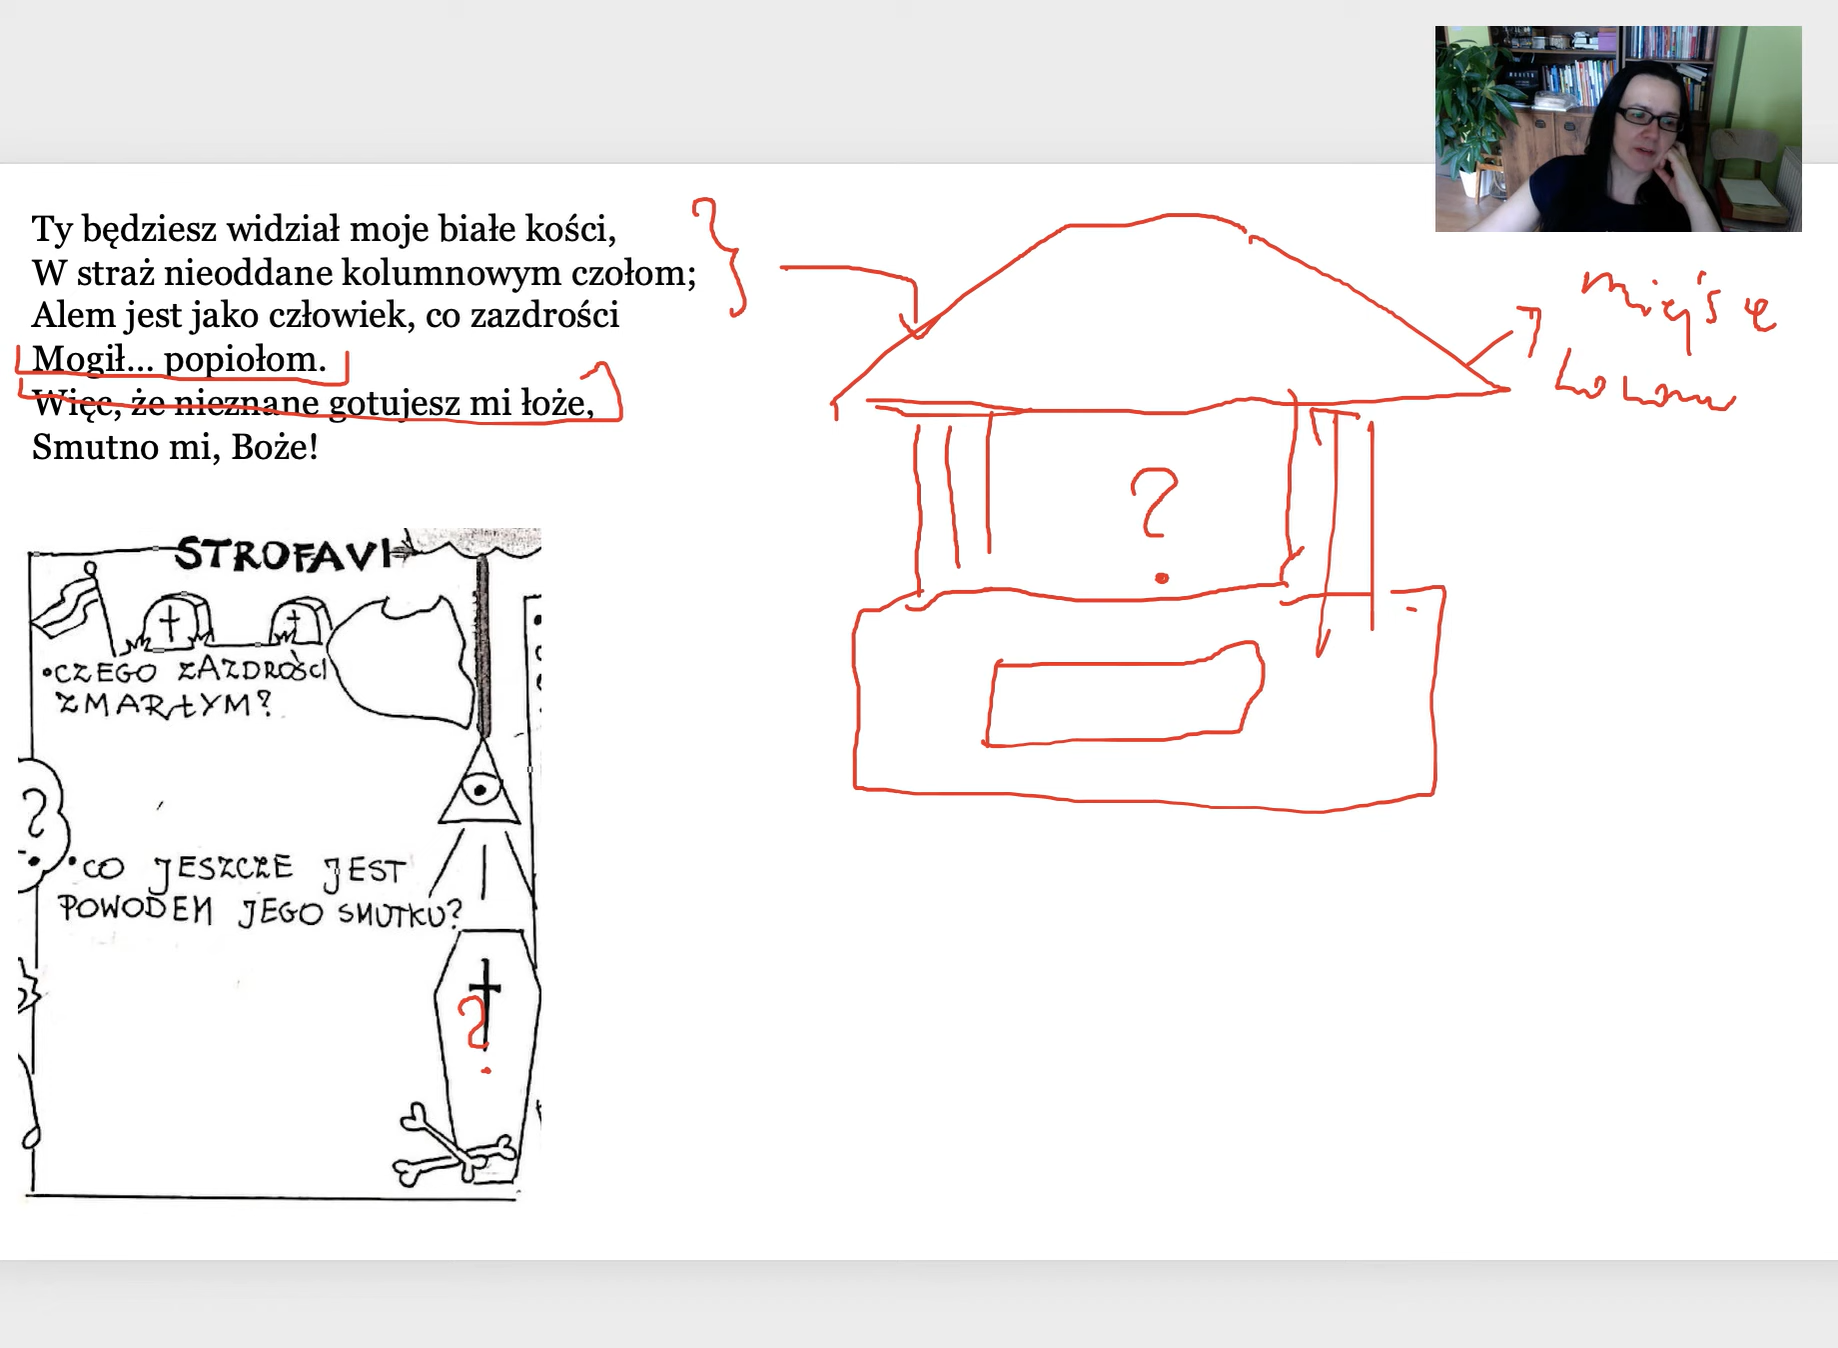 Ty będziesz widział moje białe kości,
W straż nieoddane kolumnowym czołom;
Alem jest jako człowiek, co zazdrości
Mogił... popiołom.
Więc, że nieznane gotujesz mi łoże,
Smutno mi, Boże!
?
STROFA VI
• CZEGO ZAZDROŚCI
ZMARŁYM?
?
• CO JESZCZE JEST
POWODEM JEGO SMUTKU?
?